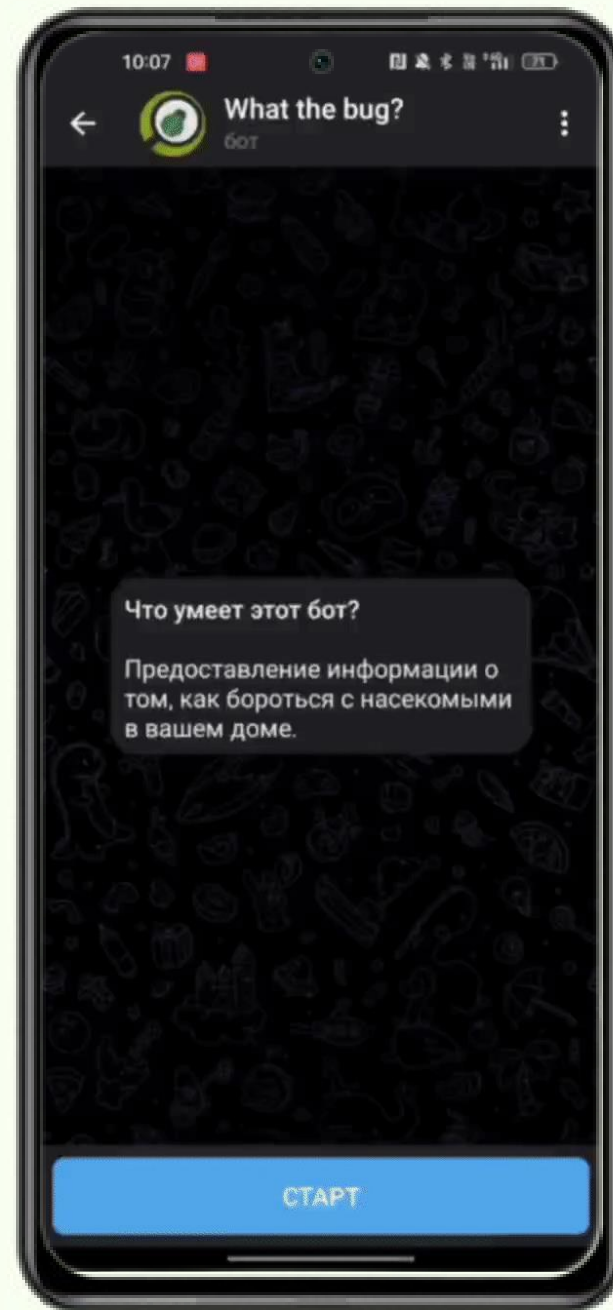 10:07
What the bug?
бот
Что умеет этот бот?
Предоставление информации о
том, как бороться с насекомыми
в вашем доме.
СТАРТ